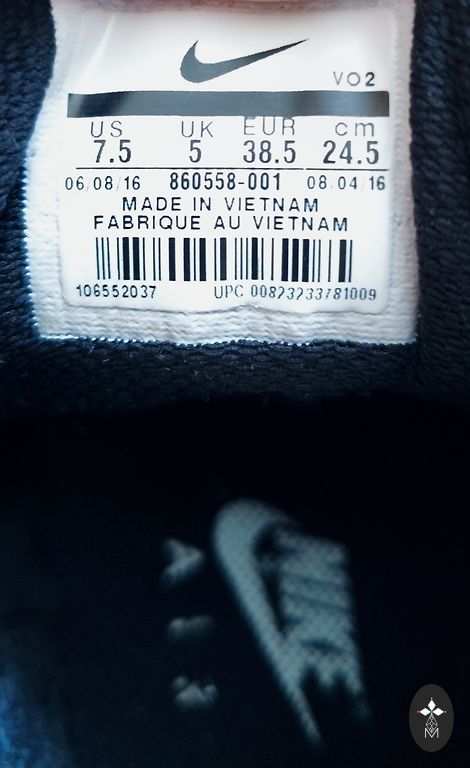 VO2
US UK EUR cm
7.5 5 38.5 24.5
06/08/16 860558-001 08/04/16
MADE IN VIETNAM
FABRIQUE AU VIETNAM
106552037 UPC 00823233781009
M